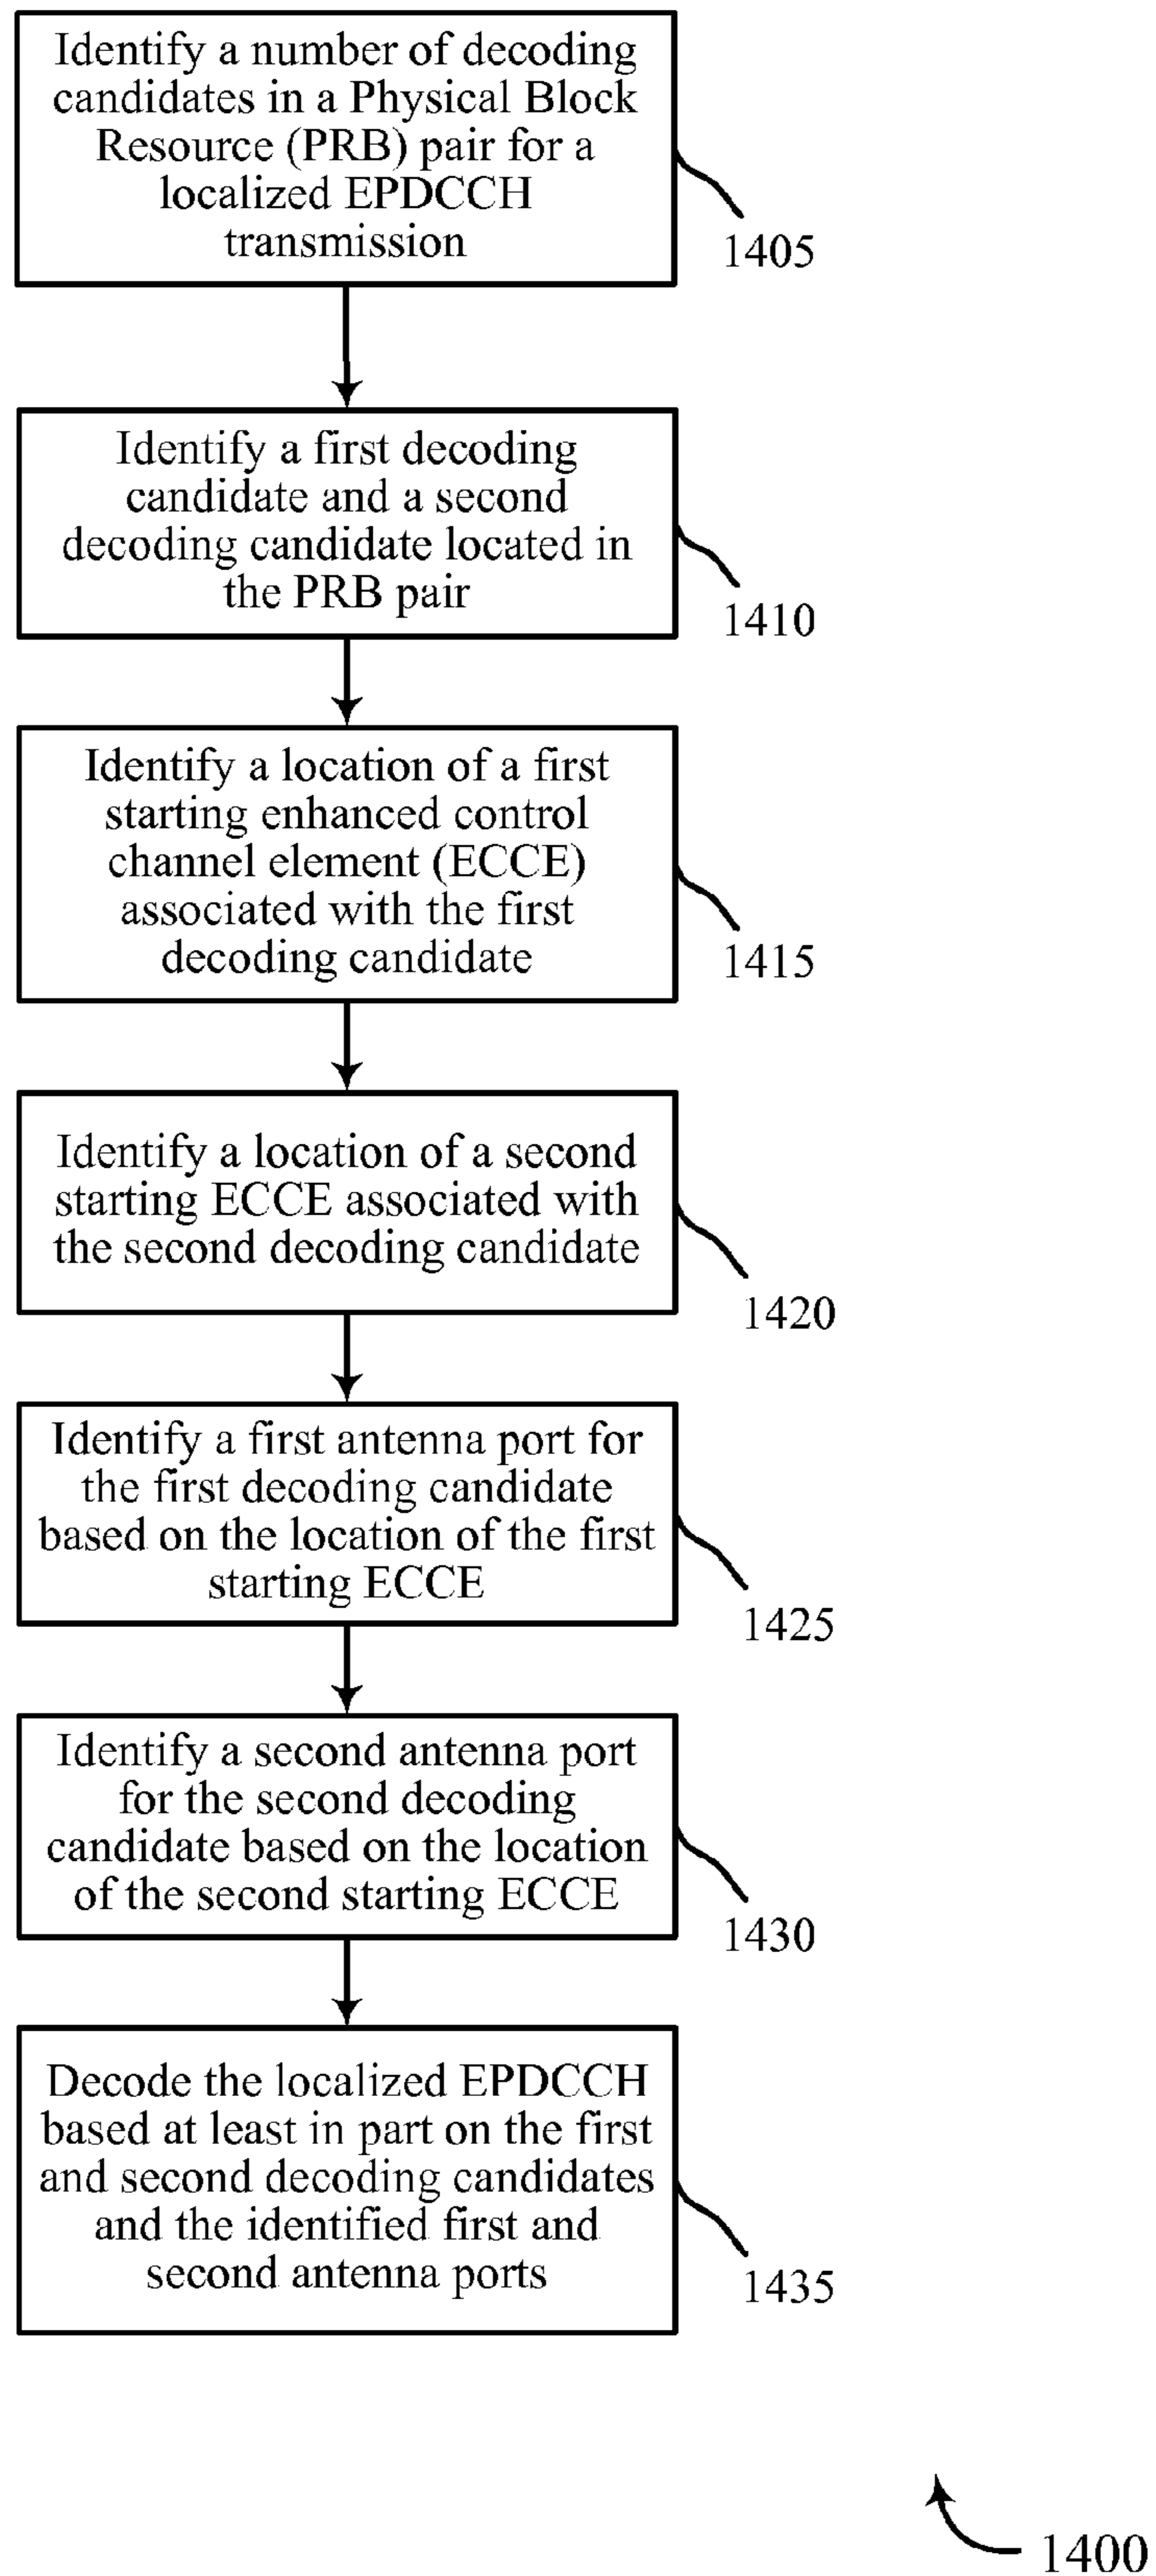 Identify a number of decoding
candidates in a Physical Block
Resource (PRB) pair for a
localized EPDCCH
transmission
1405
Identify a first decoding
candidate and a second
decoding candidate located in
the PRB pair
1410
Identify a location of a first
starting enhanced control
channel element (ECCE)
associated with the first
decoding candidate
1415
Identify a location of a second
starting ECCE associated with
the second decoding candidate
1420
Identify a first antenna port for
the first decoding candidate
based on the location of the first
starting ECCE
1425
Identify a second antenna port
for the second decoding
candidate based on the location
of the second starting ECCE
1430
Decode the localized EPDCCH
based at least in part on the first
and second decoding candidates
and the identified first and
second antenna ports
1435
1400